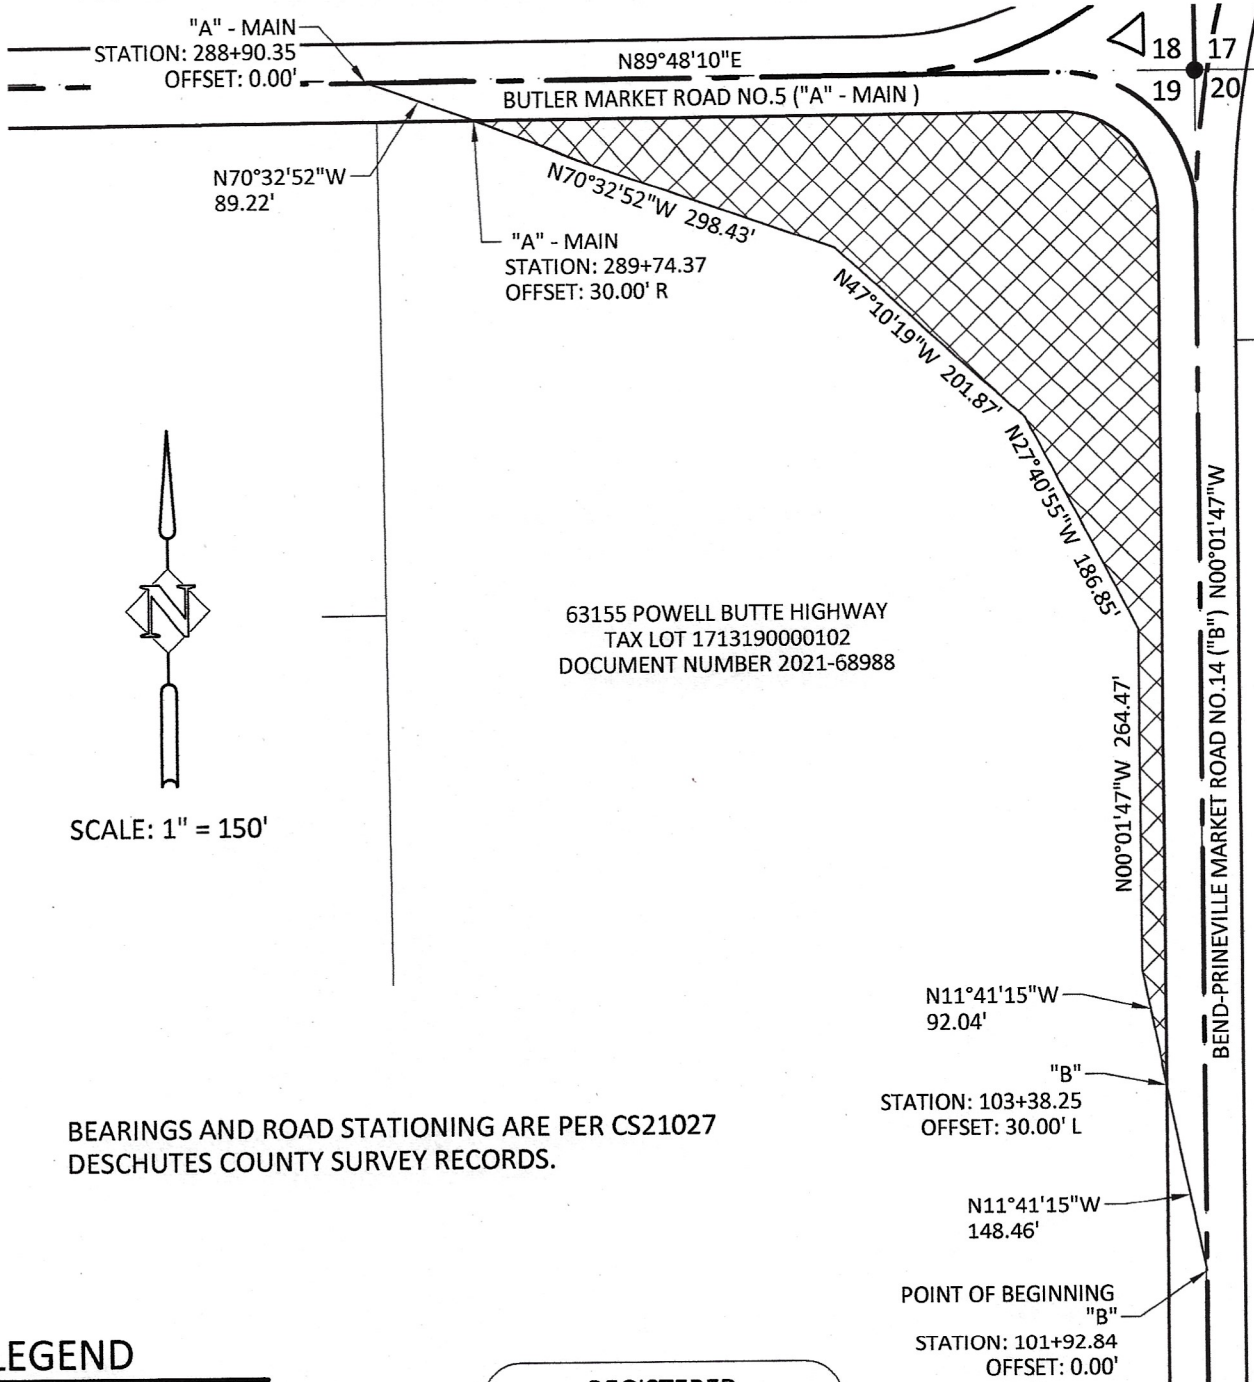 "A" - MAIN
STATION: 288+90.35
OFFSET: 0.00'
N89°48'10"E
BUTLER MARKET ROAD NO.5 ("A" - MAIN )
18 17
19 20
N70°32'52"W
89.22'
N70°32'52"W 298.43'
"A" - MAIN
STATION: 289+74.37
OFFSET: 30.00' R
N47°10'19"W 201.87'
N27°40'55"W 186.85'
N
63155 POWELL BUTTE HIGHWAY
TAX LOT 1713190000102
DOCUMENT NUMBER 2021-68988
N00°01'47"W 264.47'
BEND-PRINEVILLE MARKET ROAD NO.14 ("B") N00°01'47"W
SCALE: 1" = 150'
N11°41'15"W
92.04'
"B"
STATION: 103+38.25
OFFSET: 30.00' L
BEARINGS AND ROAD STATIONING ARE PER CS21027
DESCHUTES COUNTY SURVEY RECORDS.
N11°41'15"W
148.46'
POINT OF BEGINNING
"B"
STATION: 101+92.84
OFFSET: 0.00'
LEGEND